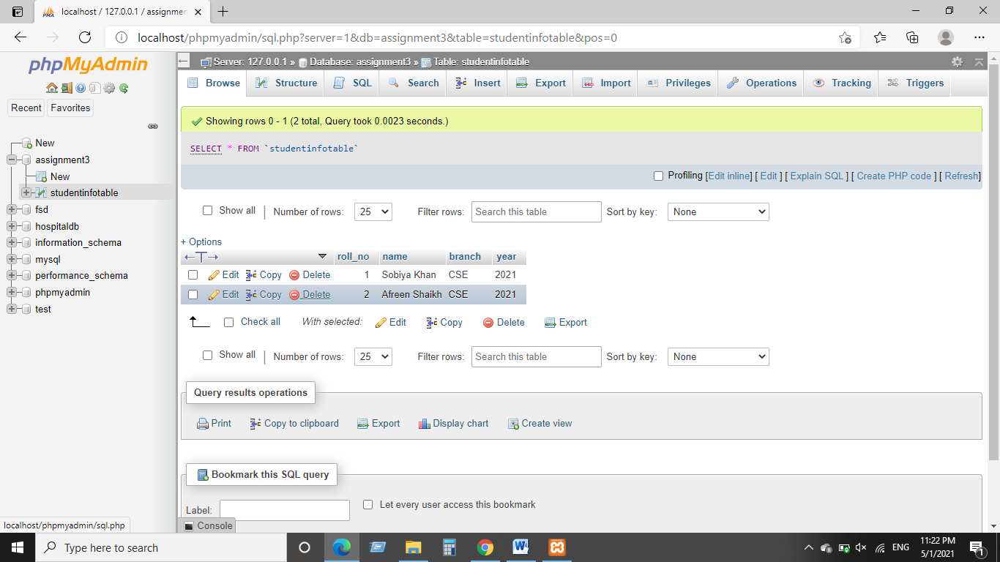 localhost / 127.0.0.1 / assignmen
localhost/phpmyadmin/sql.php?server=1&db=assignment3&table=studentinfotable&pos=0
phpMyAdmin
Recent Favorites
New
assignment3
New
studentinfotable
fsd
hospitaldb
information_schema
mysql
performance_schema
phpmyadmin
test
Server: 127.0.0.1 » Database: assignment3 » Table: studentinfotable
Browse Structure SQL Search Insert Export Import Privileges Operations Tracking Triggers
Showing rows 0 - 1 (2 total, Query took 0.0023 seconds.)
SELECT * FROM `studentinfotable`
Profiling [Edit inline] [ Edit ] [ Explain SQL ] [ Create PHP code ] [ Refresh]
Show all | Number of rows: 25 Filter rows: Search this table Sort by key: None
+ Options
←T→ roll_no name branch year
Edit Copy Delete 1 Sobiya Khan CSE 2021
Edit Copy Delete 2 Afreen Shaikh CSE 2021
Check all With selected: Edit Copy Delete Export
Show all | Number of rows: 25 Filter rows: Search this table Sort by key: None
Query results operations
Print Copy to clipboard Export Display chart Create view
Bookmark this SQL query
Label: Let every user access this bookmark
Console
localhost/phpmyadmin/sql.php
Type here to search
ENG
11:22 PM
5/1/2021
1